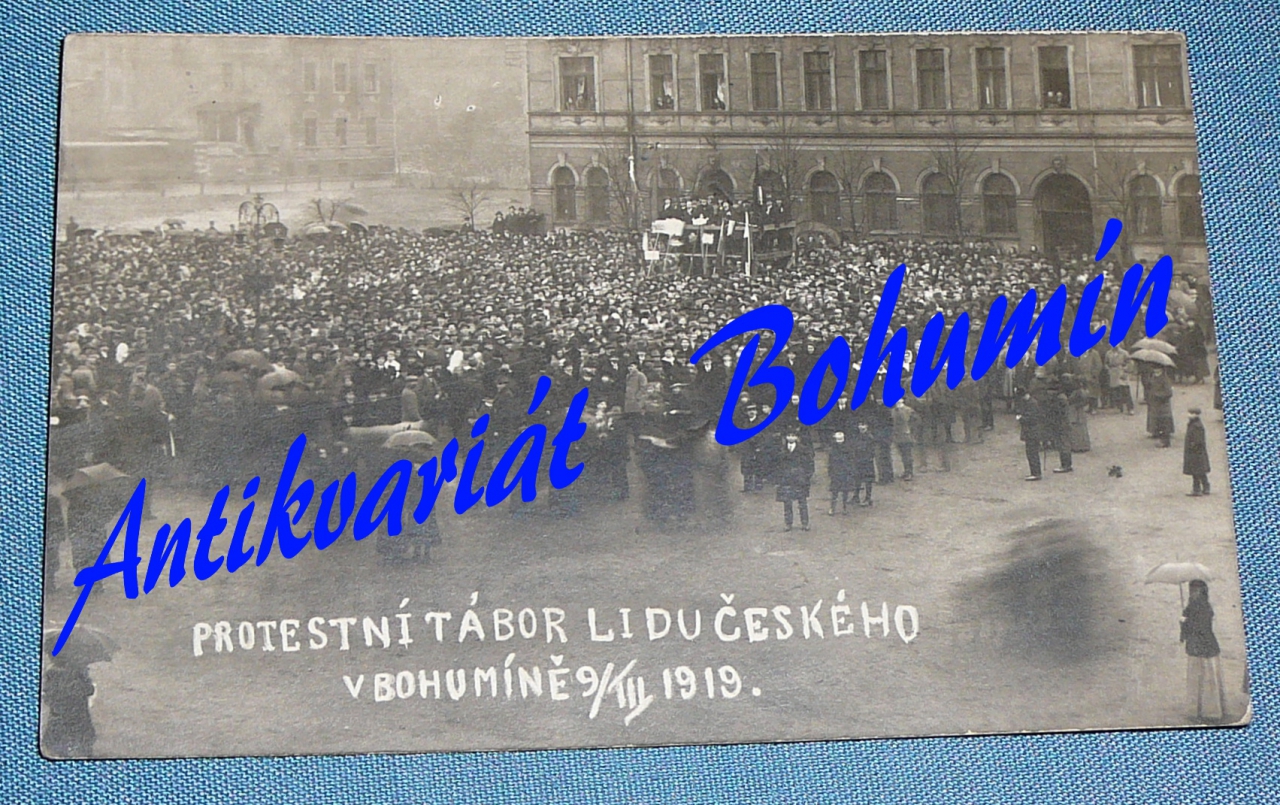 Antikvariát Bohumín
PROTESTNÍ TÁBOR LIDU ČESKÉHO
V BOHUMÍNĚ 9/III 1919.